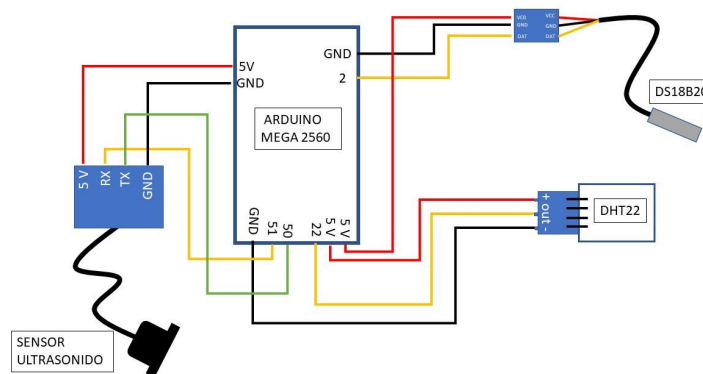 VCC
GND
DAT
VCC
GND
DAT
DS18B20
5V
GND
GND
2
ARDUINO
MEGA 2560
5 V
RX
TX
GND
GND
51
50
22
5 V
5 V
+ out -
DHT22
SENSOR
ULTRASONIDO